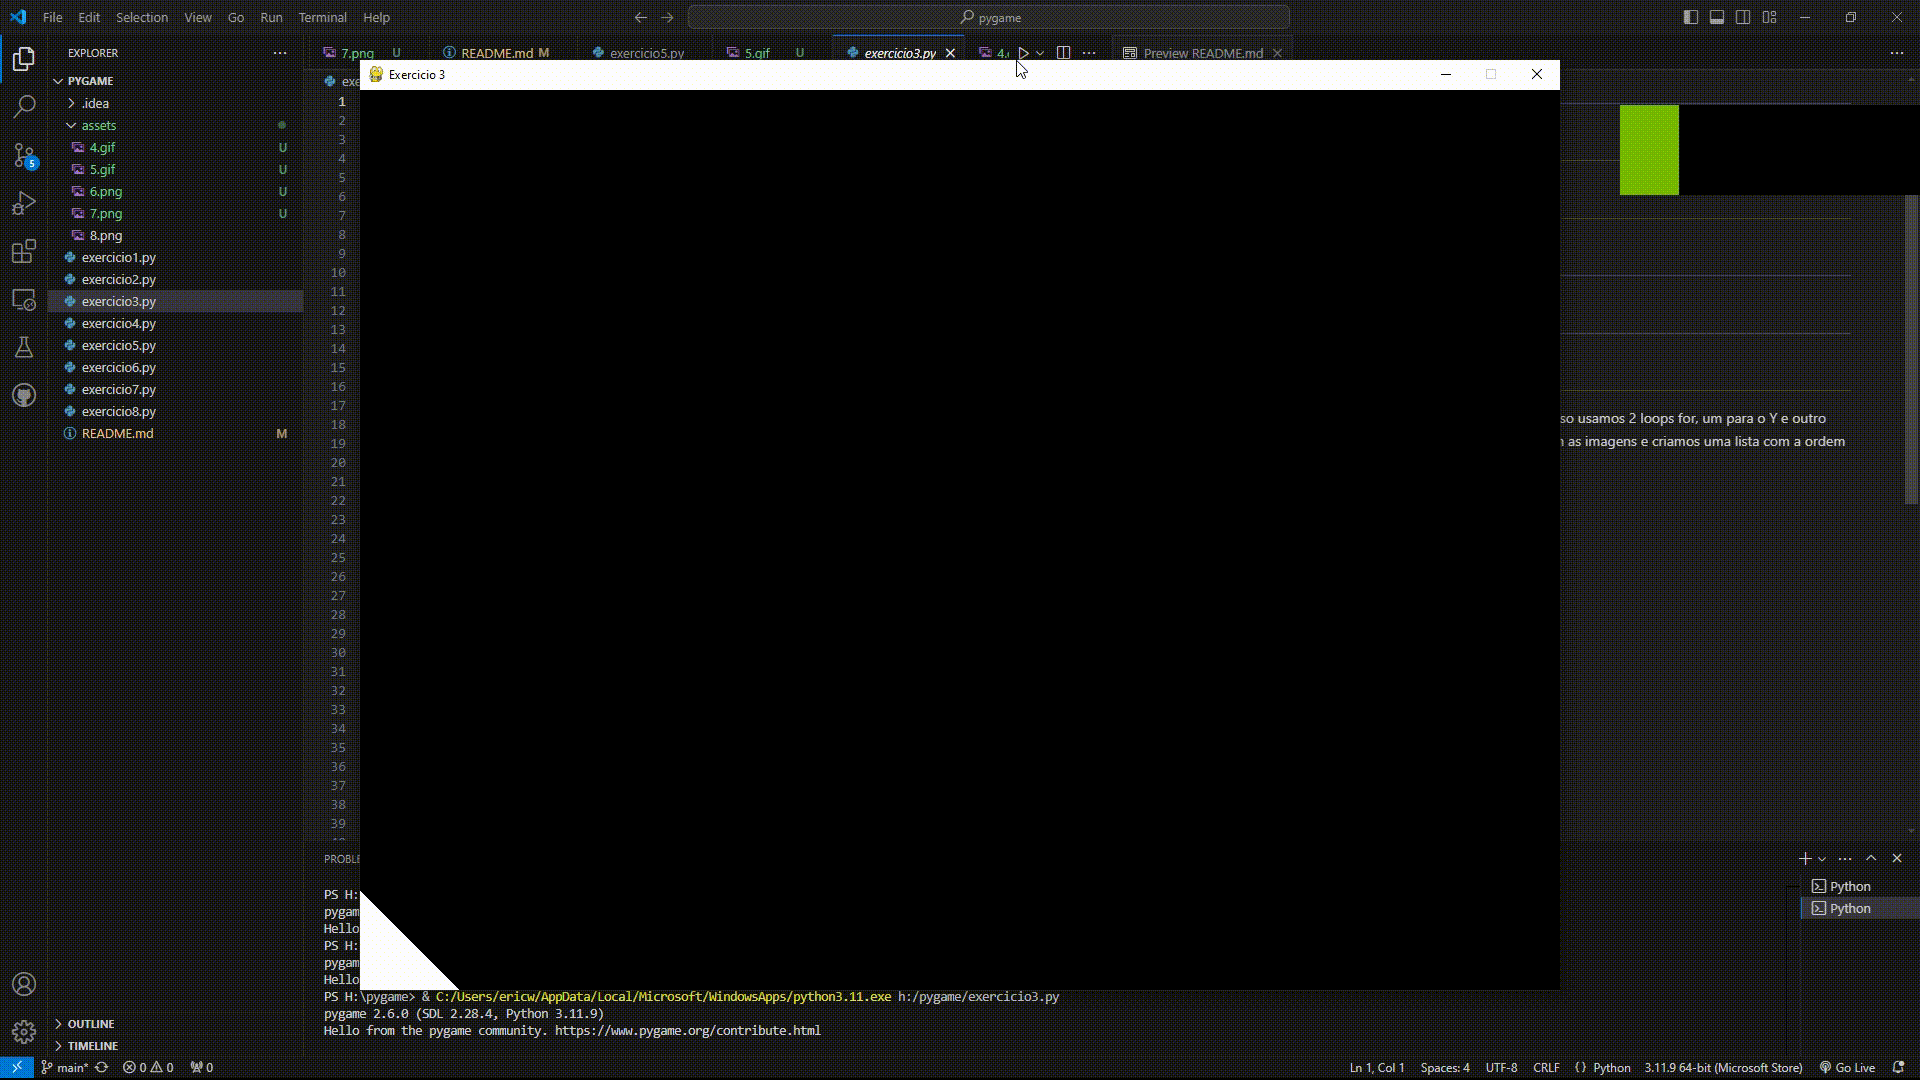 File Edit Selection View Go Run Terminal Help
pygame
EXPLORER
7.png U
README.md M
exercicio5.py
5.gif U
exercicio3.py
4.
Preview README.md
PYGAME
.idea
assets
4.gif U
5.gif U
6.png U
7.png U
8.png
exercicio1.py
exercicio2.py
exercicio3.py
exercicio4.py
exercicio5.py
exercicio6.py
exercicio7.py
exercicio8.py
README.md M
OUTLINE
TIMELINE
exe
Exercicio 3
1
2
3
4
5
6
7
8
9
10
11
12
13
14
15
16
17
18
19
20
21
22
23
24
25
26
27
28
29
30
31
32
33
34
35
36
37
38
39
so usamos 2 loops for, um para o Y e outro
as imagens e criamos uma lista com a ordem
PROBLE
PS H:
pygam
Hello
PS H:
pygam
Hello
PS H:\pygame> & C:/Users/ericw/AppData/Local/Microsoft/WindowsApps/python3.11.exe h:/pygame/exercicio3.py
pygame 2.6.0 (SDL 2.28.4, Python 3.11.9)
Hello from the pygame community. https://www.pygame.org/contribute.html
Python
Python
5
main* 0 0 0
Ln 1, Col 1 Spaces: 4 UTF-8 CRLF {} Python 3.11.9 64-bit (Microsoft Store) Go Live